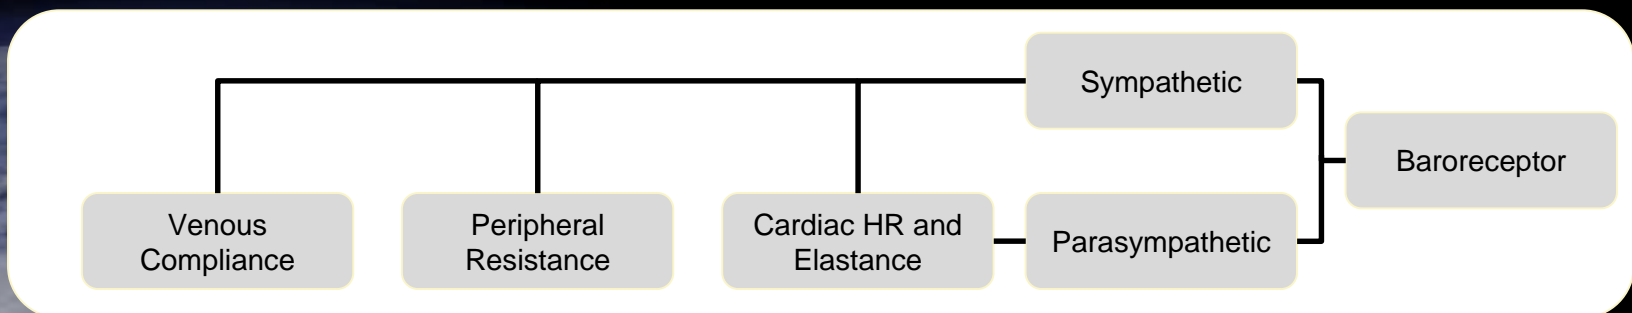 Sympathetic
Baroreceptor
Venous
Compliance
Peripheral
Resistance
Cardiac HR and
Elastance
Parasympathetic